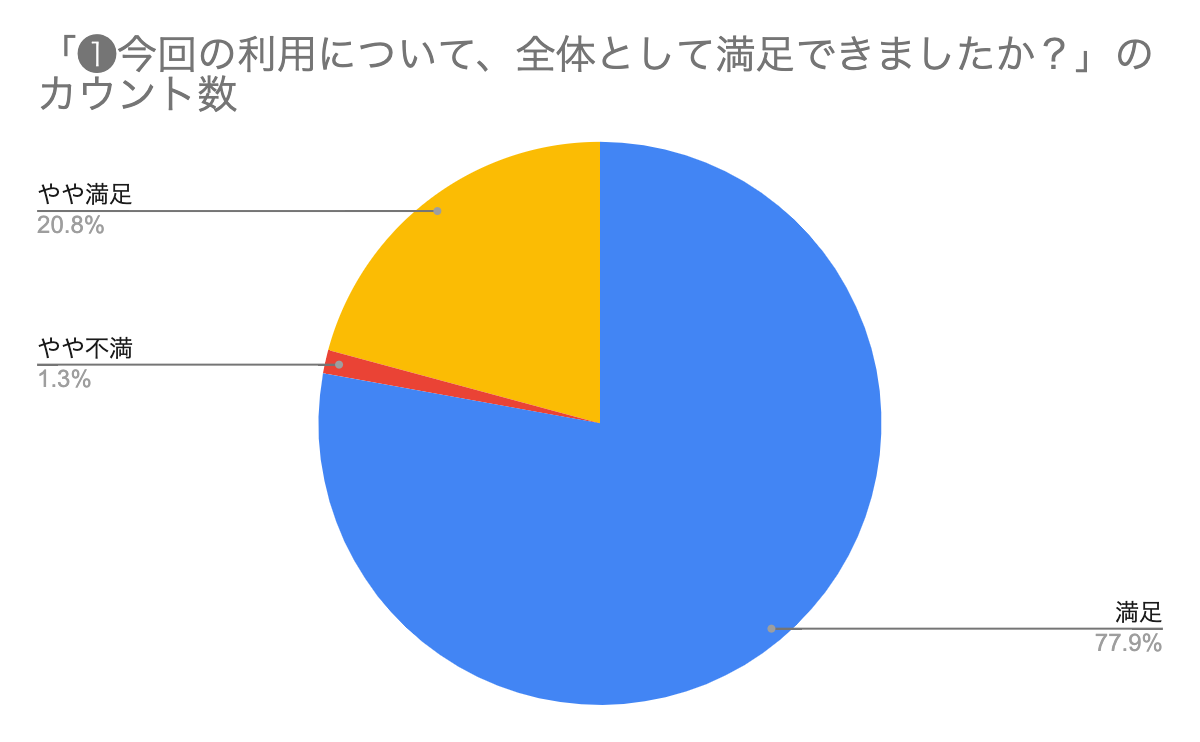 「❶今回の利用について、全体として満足できましたか？」の
カウント数
やや満足
20.8%
やや不満
1.3%
満足
77.9%